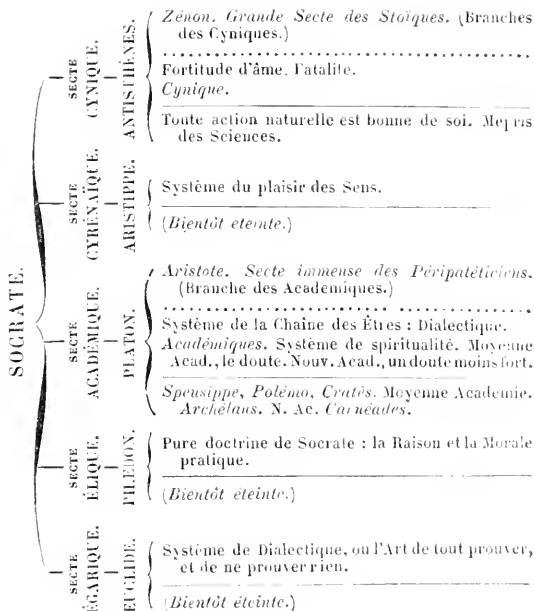 SOCRATE.
SECTE
CYNIQUE.
ANTISTHÈNES.
Zénon. Grande Secte des Stoïques. (Branches
des Cyniques.)
Fortitude d'âme. Fatalité.
Cynique.
Toute action naturelle est bonne de soi. Mepris
des Sciences.
SECTE
CYRÉNAÏQUE.
ARISTIPPE.
Système du plaisir des Sens.
(Bientôt eteinte.)
SECTE
ACADÉMIQUE.
PLATON.
Aristote. Secte immense des Péripatéticiens.
(Branche des Academiques.)
Système de la Chaîne des Êtres : Dialectique.
Académiques. Système de spiritualité. Moyenne
Acad., le doute. Nouv. Acad., un doute moins fort.
Speusippe, Polémo, Cratès. Moyenne Academie.
Archélaus. N. Ac. Carnéades.
SECTE
ÉLIQUE.
PHEDON.
Pure doctrine de Socrate : la Raison et la Morale
pratique.
(Bientôt éteinte.)
SECTE
ÉGARIQUE.
EUCLIDE.
Système de Dialectique, ou l'Art de tout prouver,
et de ne prouver rien.
(Bientôt éteinte.)